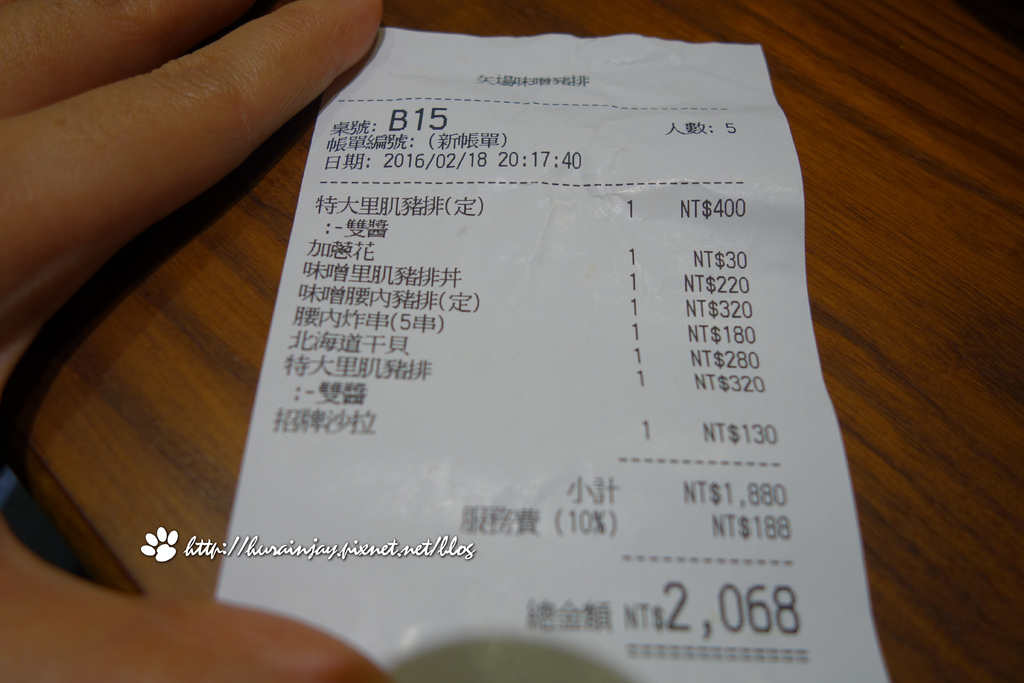 矢場味噌豬排
桌號: B15 人數: 5
帳單編號: (新帳單)
日期: 2016/02/18 20:17:40
特大里肌豬排(定) 1 NT$400
:-雙醬
加蔥花 1 NT$30
味噌里肌豬排丼 1 NT$220
味噌腰內豬排(定) 1 NT$320
腰內炸串(5串) 1 NT$180
北海道干貝 1 NT$280
特大里肌豬排 1 NT$320
:-雙醬
招牌沙拉 1 NT$130
小計 NT$1,880
服務費 (10%) NT$188
總金額 NT$2,068
http://hurainjay.pixnet.net/blog